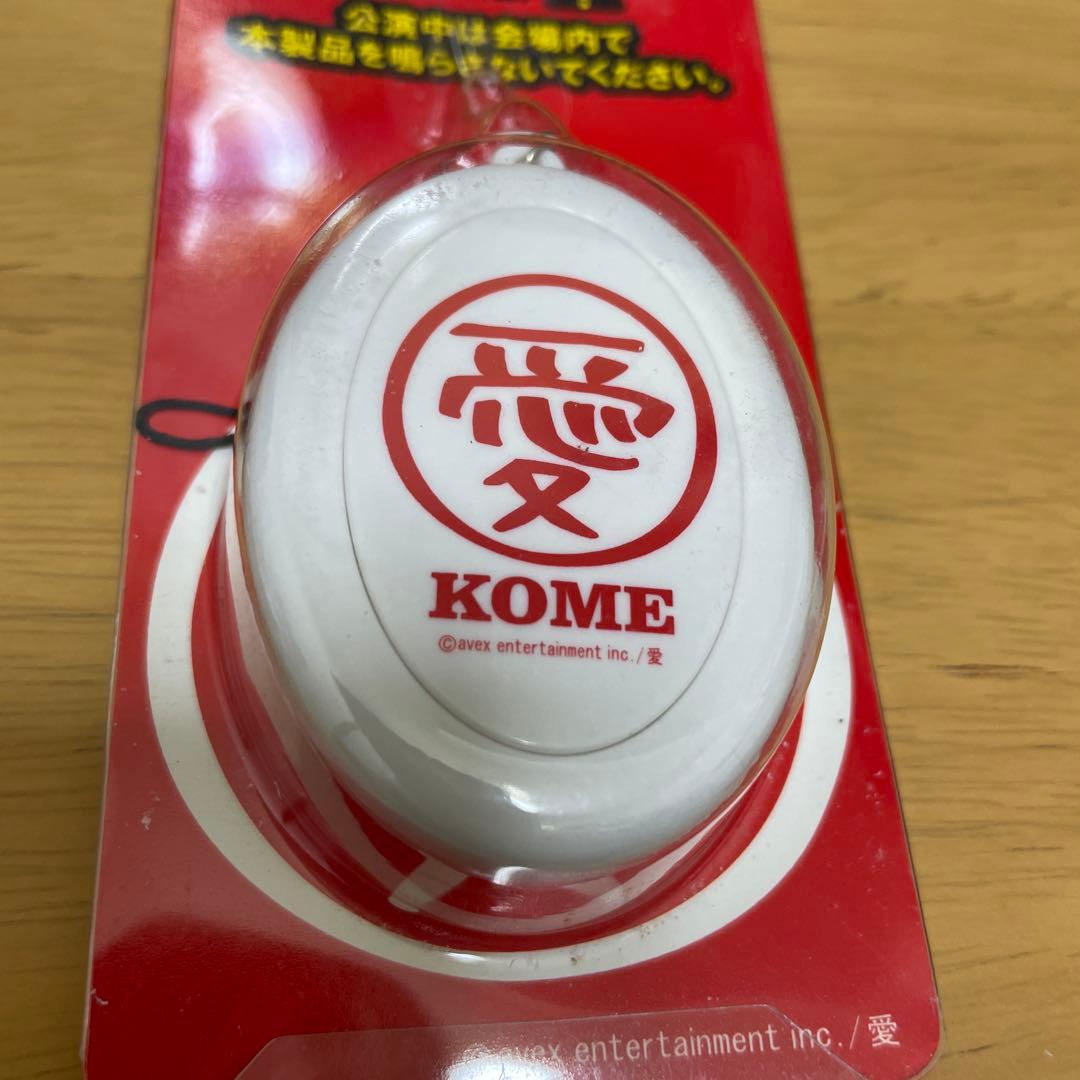 公演中は会場内で
本製品を鳴らさないでください。
愛
KOME
©avex entertainment inc./愛
©avex entertainment inc./愛